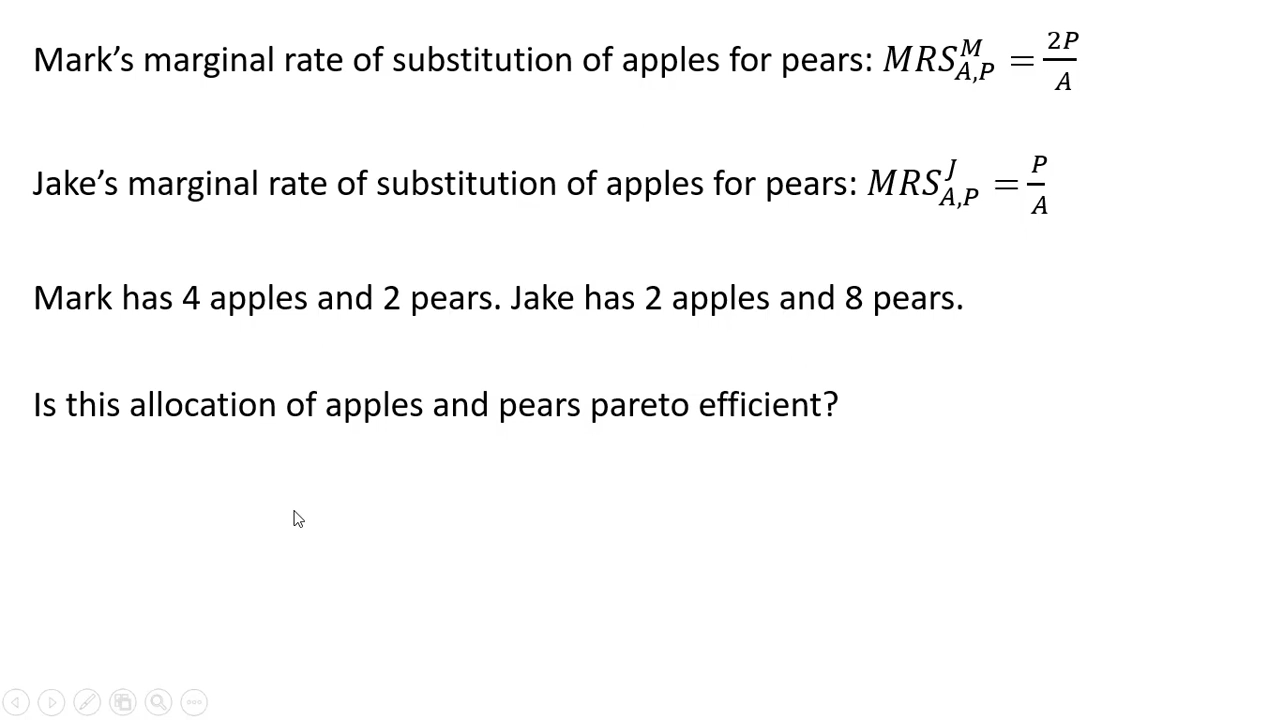 Mark’s marginal rate of substitution of apples for pears: $MRS^{M}_{A,P} = \frac{2P}{A}$
Jake’s marginal rate of substitution of apples for pears: $MRS^{J}_{A,P} = \frac{P}{A}$
Mark has 4 apples and 2 pears. Jake has 2 apples and 8 pears.
Is this allocation of apples and pears pareto efficient?